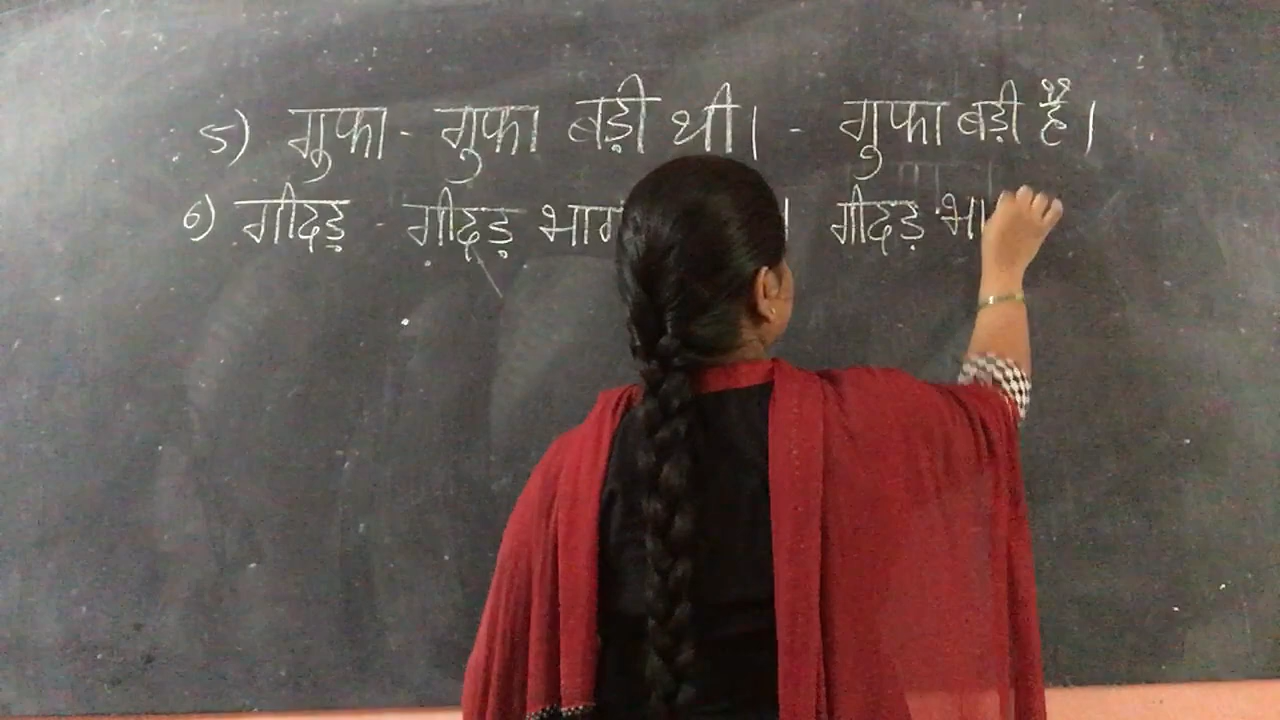 5) गुफा - गुफा बड़ी थी। - गुफा बड़ी है।
6) गीदड़ - गीदड़ । गीदड़